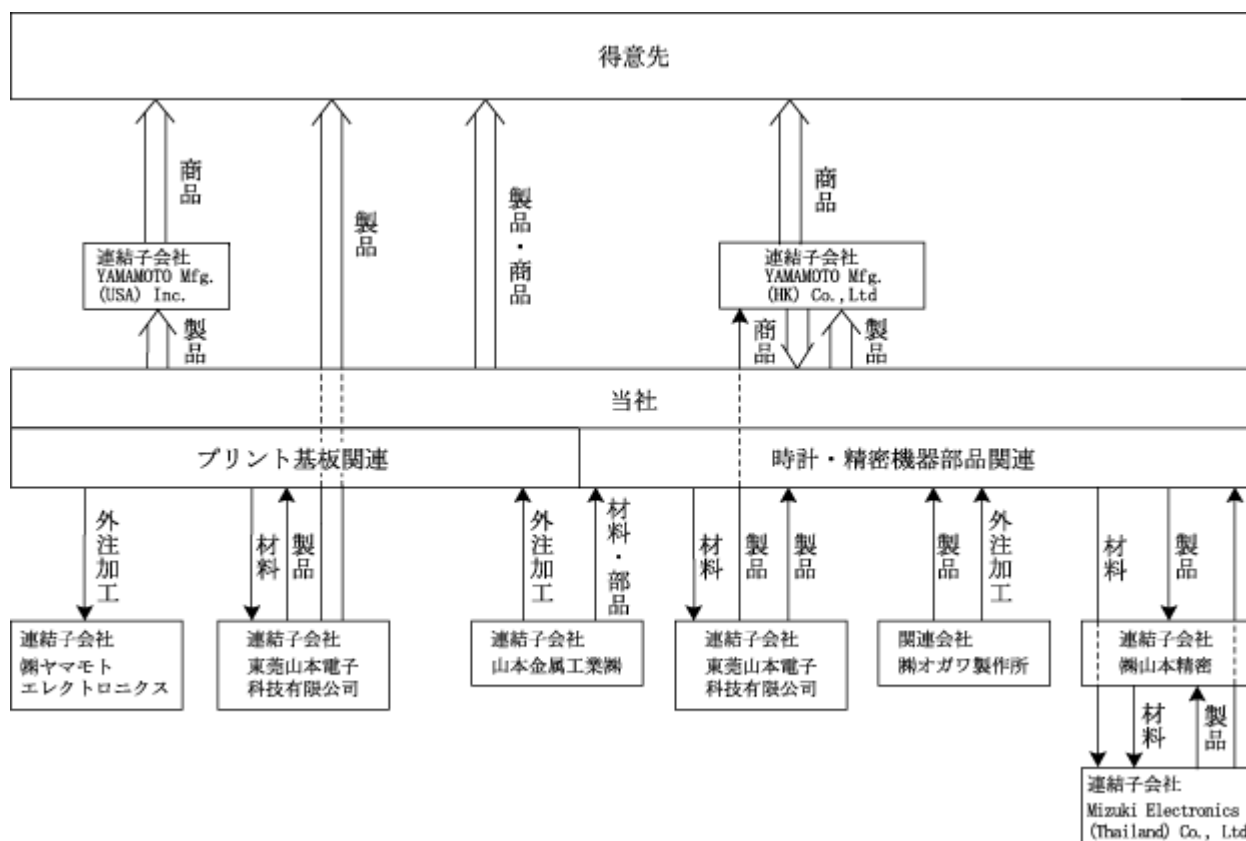 得意先
商品
製品
製品・商品
商品
連結子会社
YAMAMOTO Mfg.
(USA) Inc.
連結子会社
YAMAMOTO Mfg.
(HK) Co.,Ltd
製品
商品
製品
当社
プリント基板関連
時計・精密機器部品関連
外注加工
材料
製品
外注加工
材料・部品
材料
製品
製品
製品
外注加工
材料
製品
連結子会社
㈱ヤマモト
エレクトロニクス
連結子会社
東莞山本電子
科技有限公司
連結子会社
山本金属工業㈱
連結子会社
東莞山本電子
科技有限公司
関連会社
㈱オガワ製作所
連結子会社
㈱山本精密
材料
製品
連結子会社
Mizuki Electronics
(Thailand) Co., Ltd